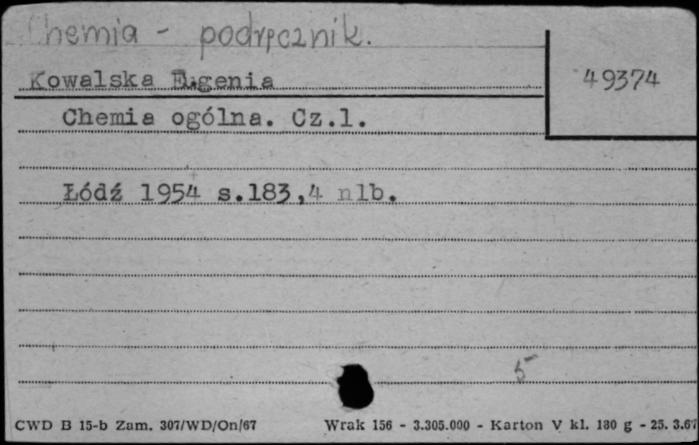 Chemia - podręcznik.
Kowalska Eugenia
49374
Chemia ogólna. Cz.1.
Łódź 1954 s.183,4 nlb.
5
CWD B 15-b Zam. 307/WD/On/67 Wrak 156 - 3.305.000 - Karton V kl. 180 g - 25. 3.67